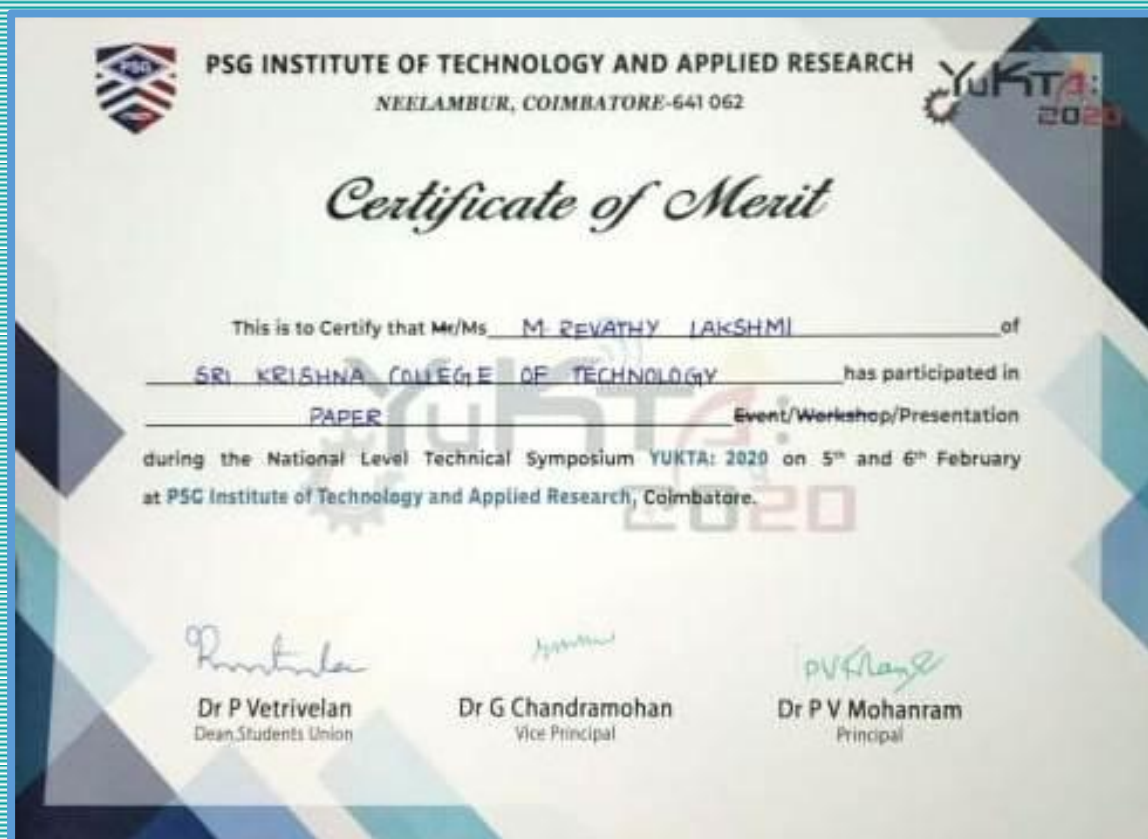 PSG
PSG INSTITUTE OF TECHNOLOGY AND APPLIED RESEARCH
NEELAMBUR, COIMBATORE-641 062
YuKTA:
2020
Certificate of Merit
This is to Certify that Mr/Ms M. REVATHY LAKSHMI of
SRI KRISHNA COLLEGE OF TECHNOLOGY has participated in
PAPER Event/Workshop/Presentation
during the National Level Technical Symposium YUKTA: 2020 on 5th and 6th February
at PSG Institute of Technology and Applied Research, Coimbatore.
YuKTA:
2020
Dr P Vetrivelan
Dean Students Union
Dr G Chandramohan
Vice Principal
Dr P V Mohanram
Principal